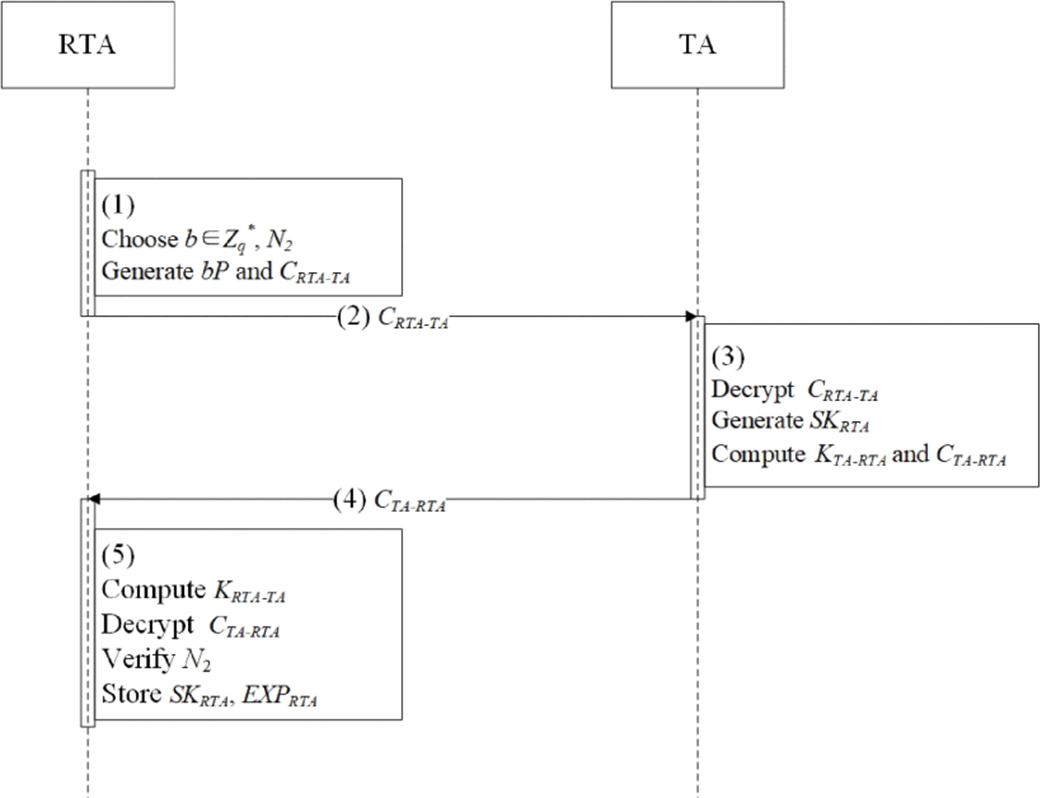 RTA
TA
(1)
Choose b∈Z_q^*, N_2
Generate bP and C_RTA-TA
(2) C_RTA-TA
(3)
Decrypt C_RTA-TA
Generate SK_RTA
Compute K_TA-RTA and C_TA-RTA
(4) C_TA-RTA
(5)
Compute K_RTA-TA
Decrypt C_TA-RTA
Verify N_2
Store SK_RTA, EXP_RTA